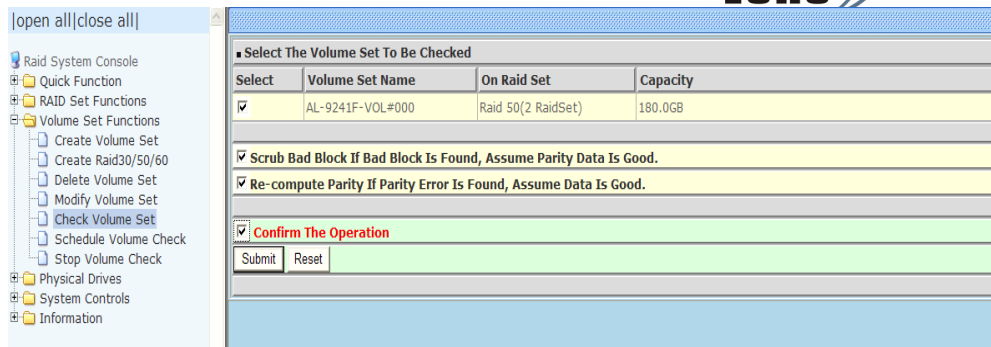 |open all|close all|
Raid System Console
Quick Function
RAID Set Functions
Volume Set Functions
Create Volume Set
Create Raid30/50/60
Delete Volume Set
Modify Volume Set
Check Volume Set
Schedule Volume Check
Stop Volume Check
Physical Drives
System Controls
Information
Select The Volume Set To Be Checked
Select Volume Set Name On Raid Set Capacity
AL-9241F-VOL#000 Raid 50(2 RaidSet) 180.0GB
Scrub Bad Block If Bad Block Is Found, Assume Parity Data Is Good.
Re-compute Parity If Parity Error Is Found, Assume Data Is Good.
Confirm The Operation
Submit Reset